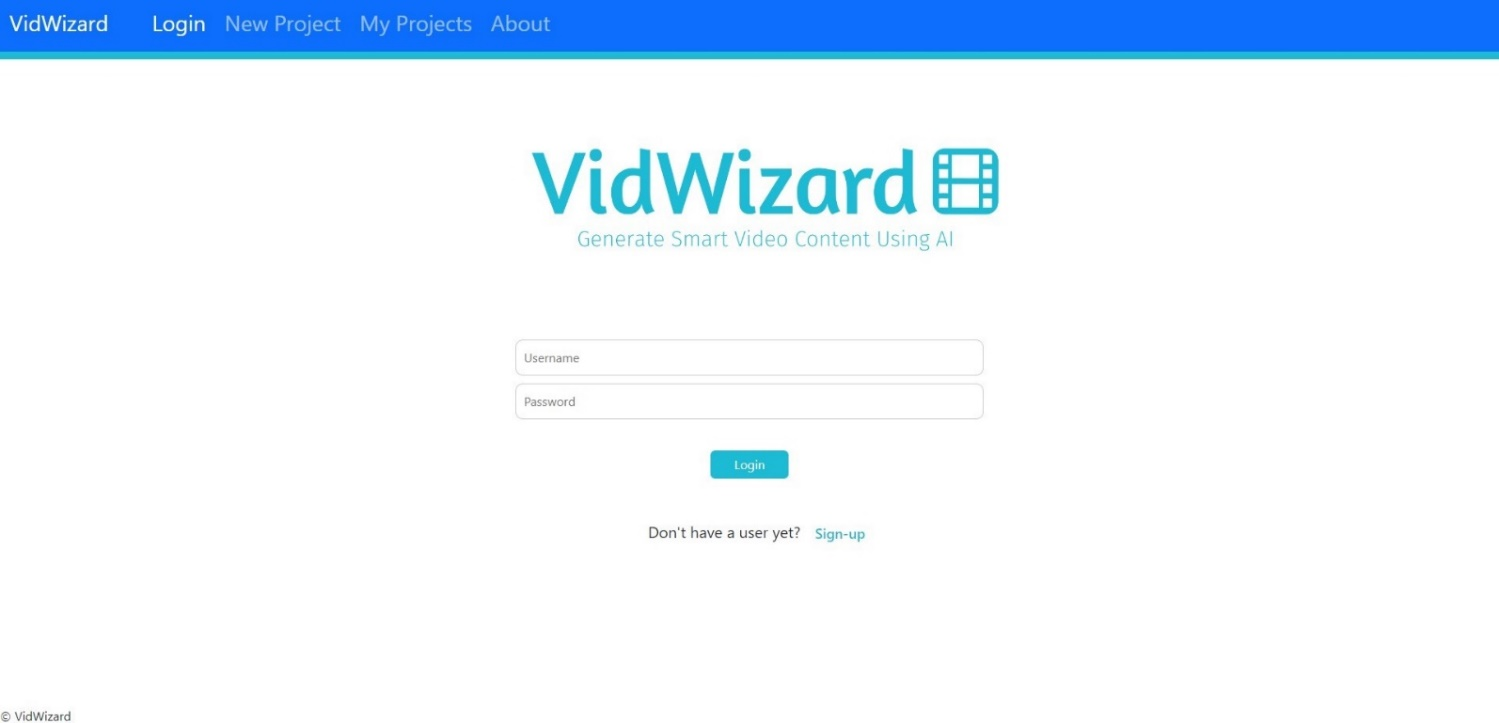 VidWizard Login New Project My Projects About
VidWizard
Generate Smart Video Content Using AI
Username
Password
Login
Don't have a user yet? Sign-up
© VidWizard